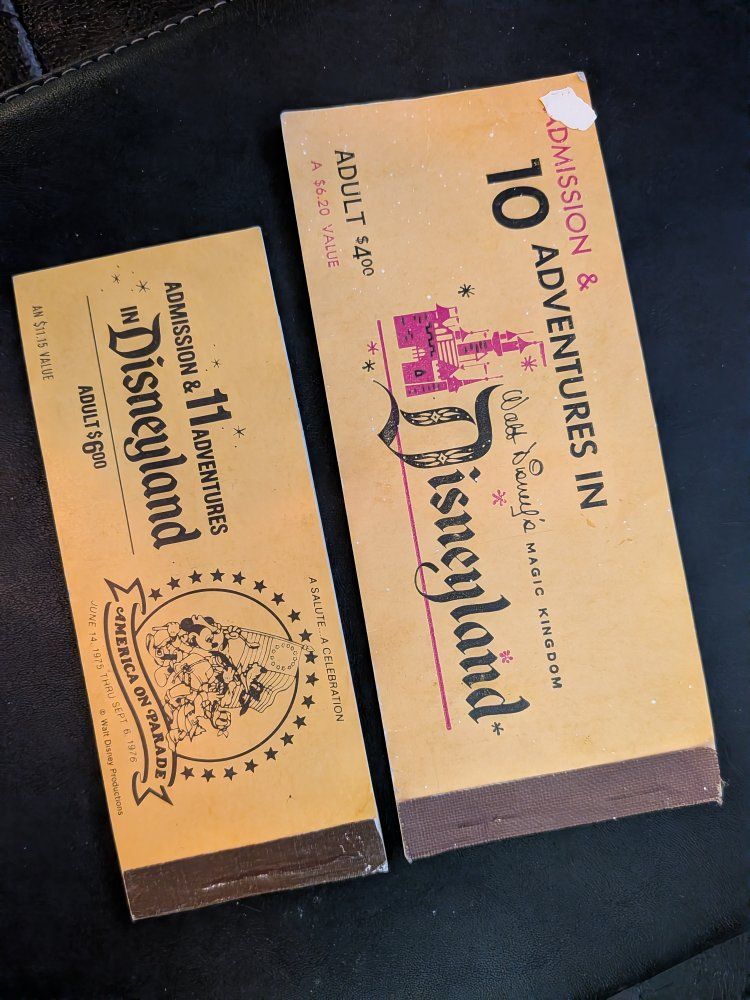 ADMISSION &
10 ADVENTURES IN
Walt Disney's MAGIC KINGDOM
Disneyland
ADULT $4.00
A $6.20 VALUE
ADMISSION & 11 ADVENTURES
IN Disneyland
ADULT $6.00
AN $11.15 VALUE
A SALUTE...A CELEBRATION
AMERICA ON PARADE
JUNE 14, 1975 THRU SEPT. 6, 1976
© Walt Disney Productions